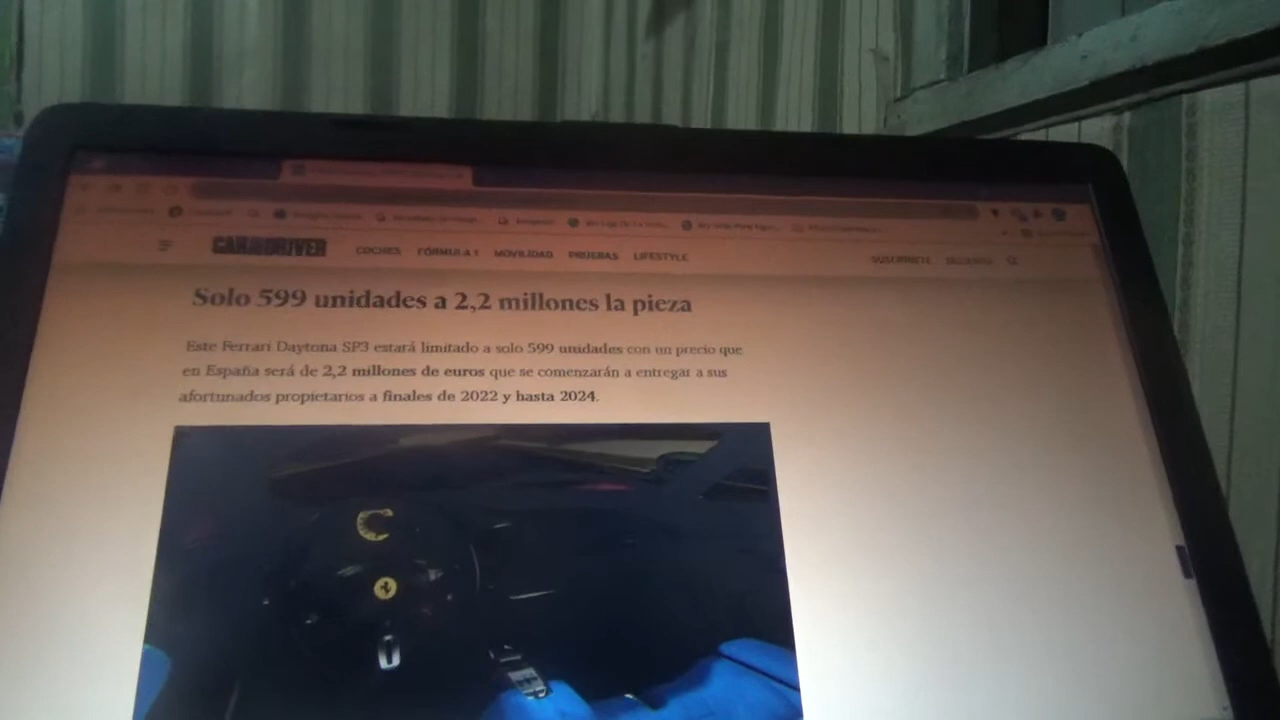 CAR AND DRIVER
COCHES FÓRMULA 1 MOVILIDAD PRUEBAS LIFESTYLE
SUSCRÍBETE
Solo 599 unidades a 2,2 millones la pieza
Este Ferrari Daytona SP3 estará limitado a solo 599 unidades con un precio que
en España será de 2,2 millones de euros que se comenzarán a entregar a sus
afortunados propietarios a finales de 2022 y hasta 2024.